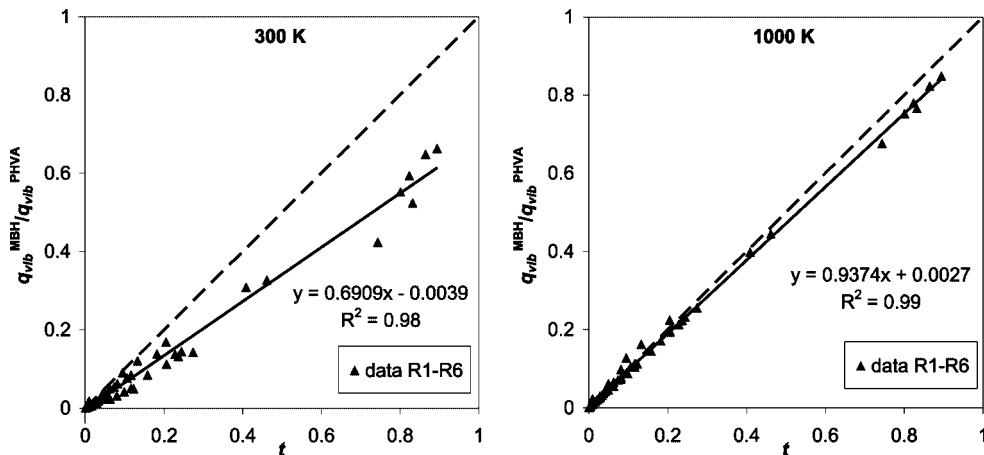 300 K
1
0.8
0.6
0.4
0.2
0
q_vib^MBH/q_vib^PHVA
y = 0.6909x - 0.0039
R² = 0.98
▲ data R1-R6
0 0.2 0.4 0.6 0.8 1
t
1000 K
1
0.8
0.6
0.4
0.2
0
q_vib^MBH/q_vib^PHVA
y = 0.9374x + 0.0027
R² = 0.99
▲ data R1-R6
0 0.2 0.4 0.6 0.8 1
t